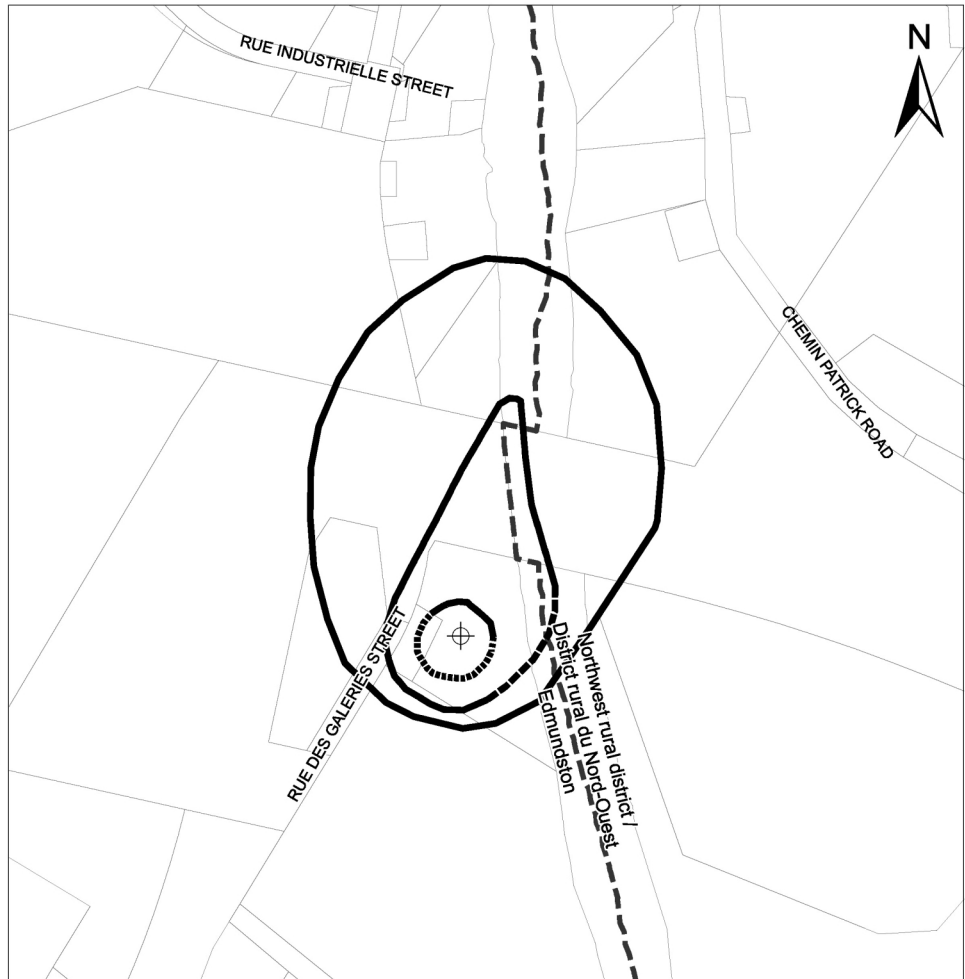 RUE INDUSTRIELLE STREET
N
CHEMIN PATRICK ROAD
RUE DES GALERIES STREET
Northwest rural district /
District rural du Nord-Ouest
Edmundston